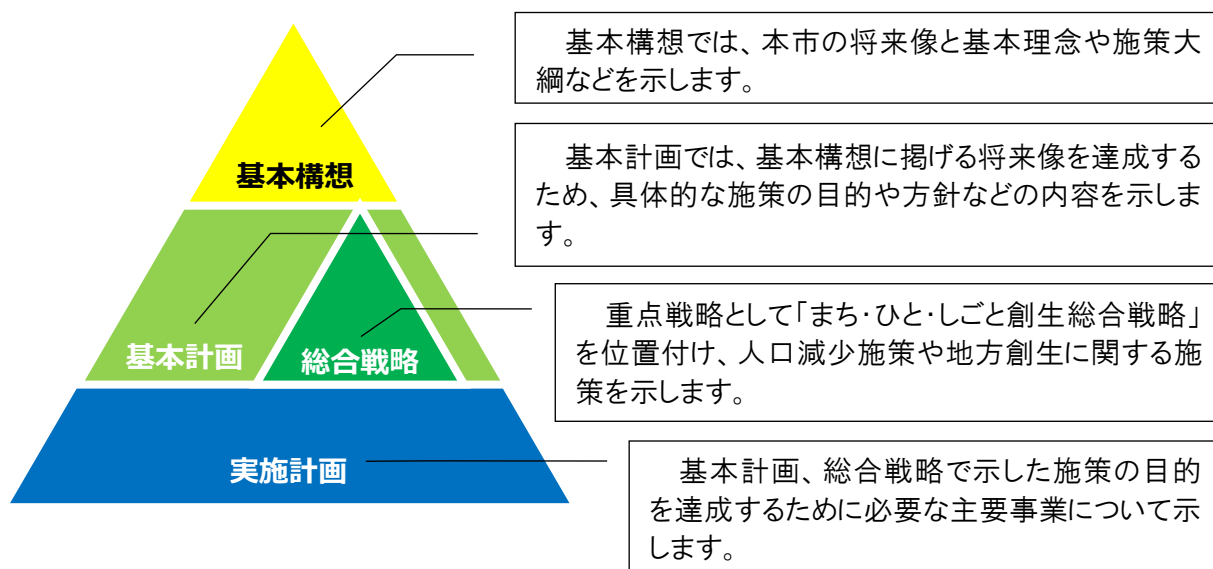 基本構想では、本市の将来像と基本理念や施策大
綱などを示します。
基本構想
基本計画では、基本構想に掲げる将来像を達成する
ため、具体的な施策の目的や方針などの内容を示しま
す。
基本計画
総合戦略
重点戦略として「まち・ひと・しごと創生総合戦略」
を位置付け、人口減少施策や地方創生に関する施
策を示します。
実施計画
基本計画、総合戦略で示した施策の目的
を達成するために必要な主要事業について示
します。